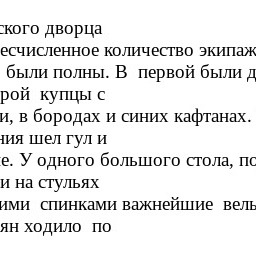 ского дворца
есчисленное количество экипаж
были полны. В  первой были д
рой  купцы с
и, в бородах и синих кафтанах.
ния шел гул и
е. У одного большого стола, по
и на стульях
ими  спинками важнейшие  вель
ян ходило  по